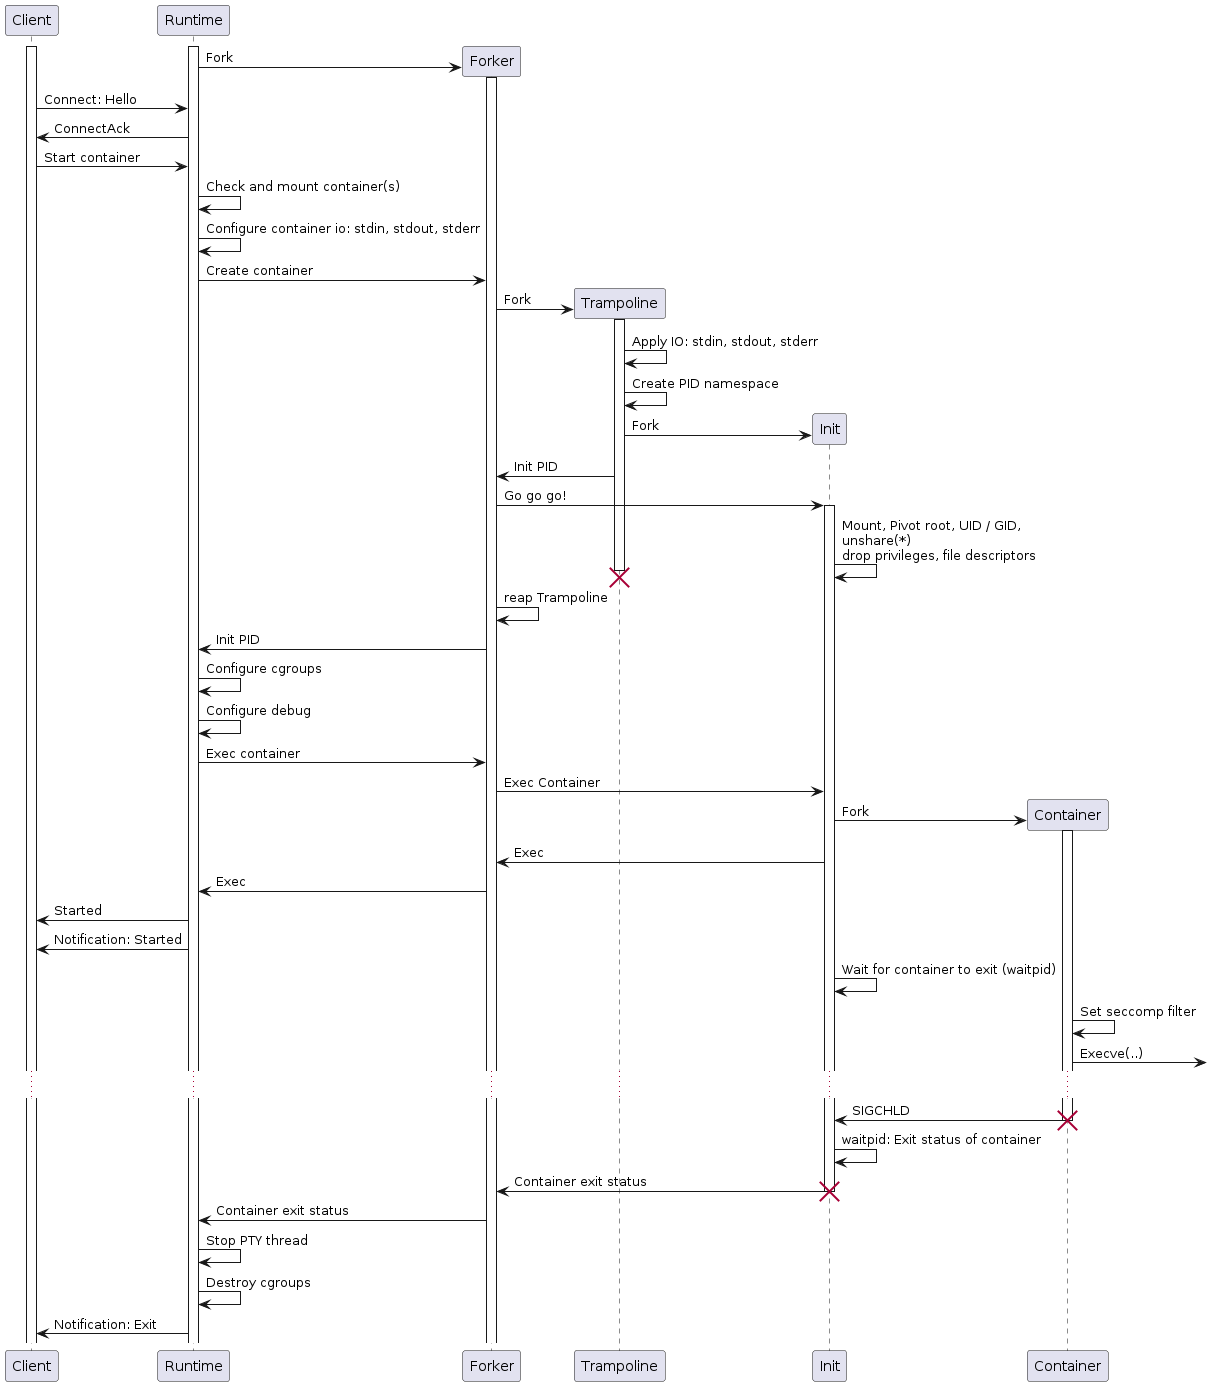 Client
Runtime
Fork
Forker
Connect: Hello
ConnectAck
Start container
Check and mount container(s)
Configure container io: stdin, stdout, stderr
Create container
Fork
Trampoline
Apply IO: stdin, stdout, stderr
Create PID namespace
Fork
Init
Init PID
Go go go!
Mount, Pivot root, UID / GID,
unshare(*)
drop privileges, file descriptors
reap Trampoline
Init PID
Configure cgroups
Configure debug
Exec container
Exec Container
Fork
Container
Exec
Exec
Started
Notification: Started
Wait for container to exit (waitpid)
Set seccomp filter
Execve(..)
SIGCHLD
waitpid: Exit status of container
Container exit status
Container exit status
Stop PTY thread
Destroy cgroups
Notification: Exit
Client
Runtime
Forker
Trampoline
Init
Container